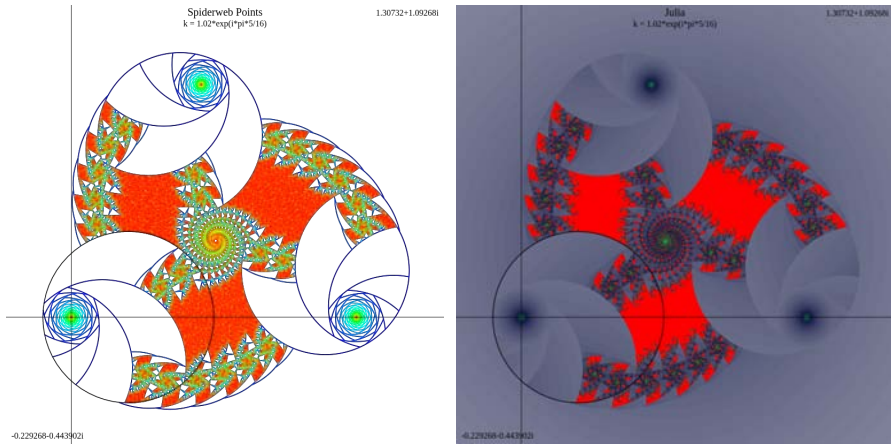 Spiderweb Points
k = 1.02*exp(i*pi*5/16)
1.30732+1.09268i
-0.229268-0.443902i
Julia
k = 1.02*exp(i*pi*5/16)
1.30732+1.09268i
-0.229268-0.443902i